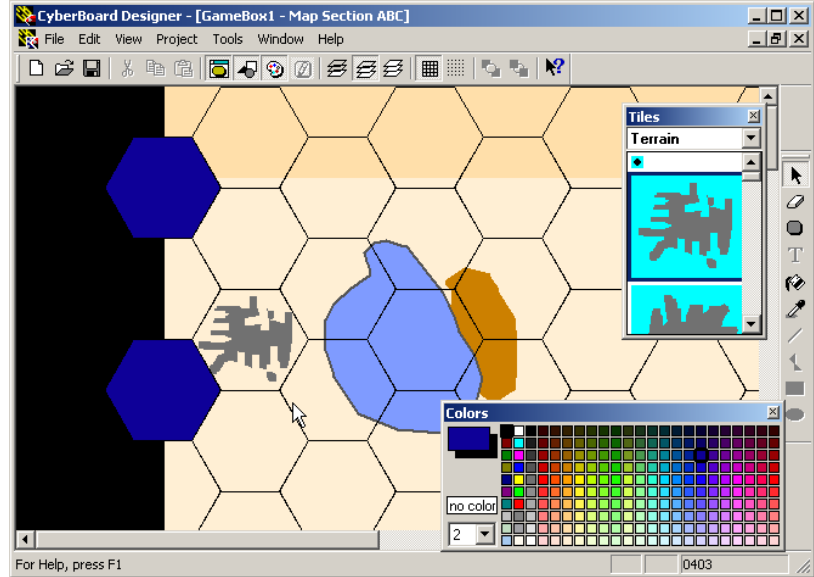 CyberBoard Designer - [GameBox1 - Map Section ABC]
File Edit View Project Tools Window Help
Tiles
Terrain
T
Colors
no color
2
For Help, press F1
0403